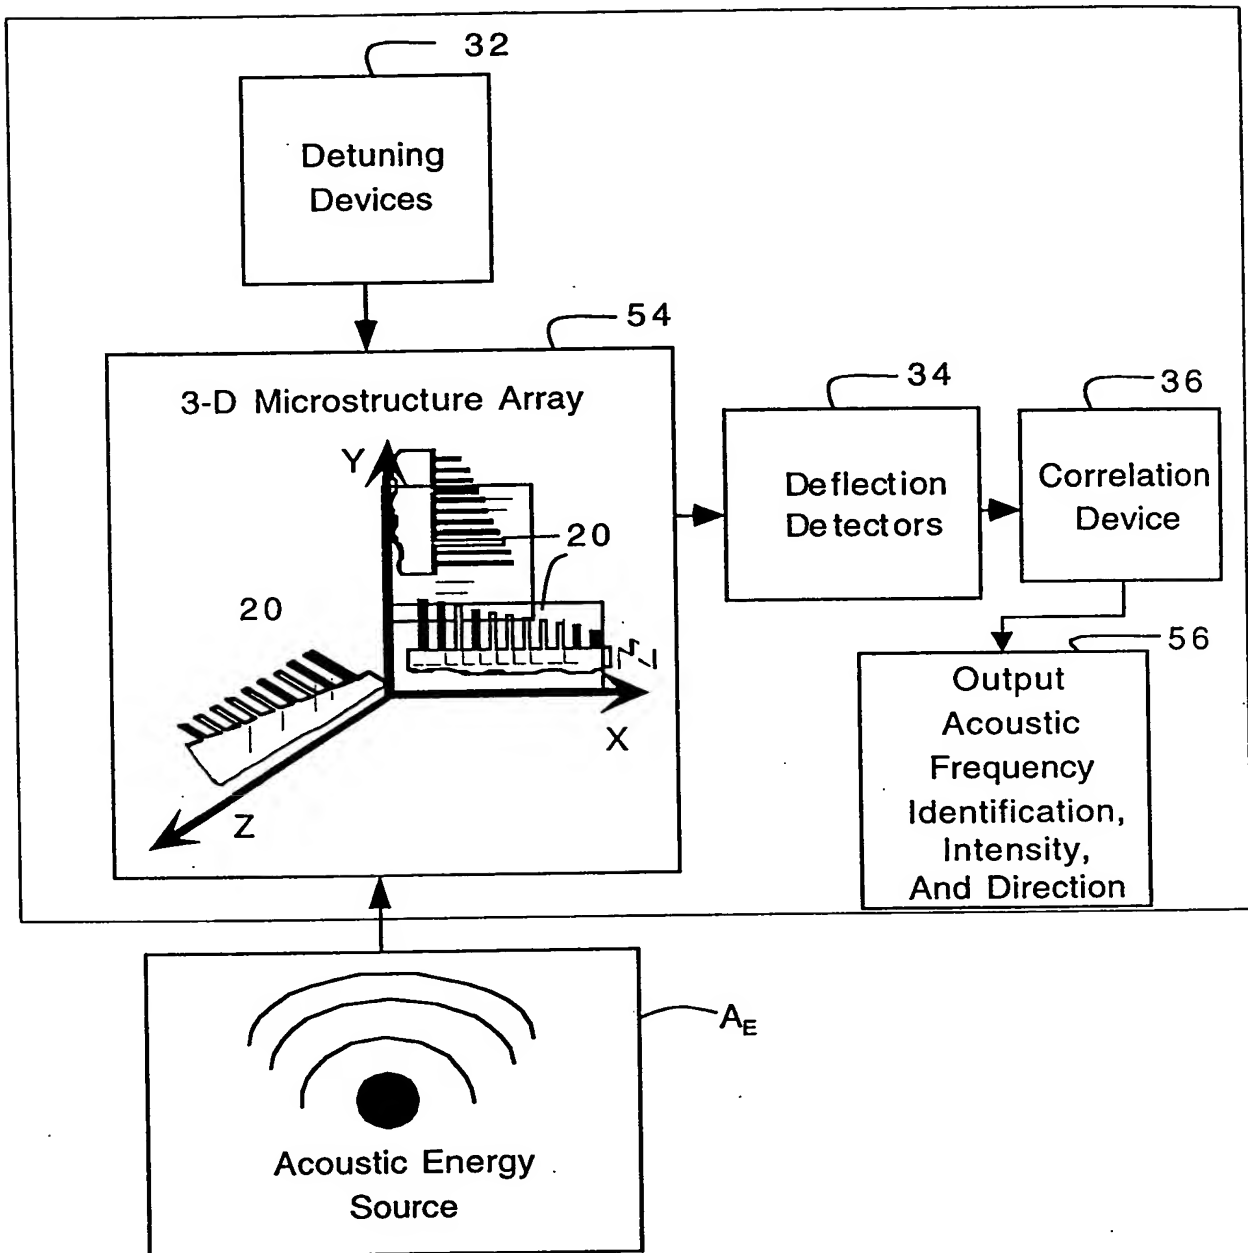 32
Detuning
Devices
54
3-D Microstructure Array
Y
20
20
X
Z
34
Deflection
Detectors
36
Correlation
Device
56
Output
Acoustic
Frequency
Identification,
Intensity,
And Direction
AE
Acoustic Energy
Source